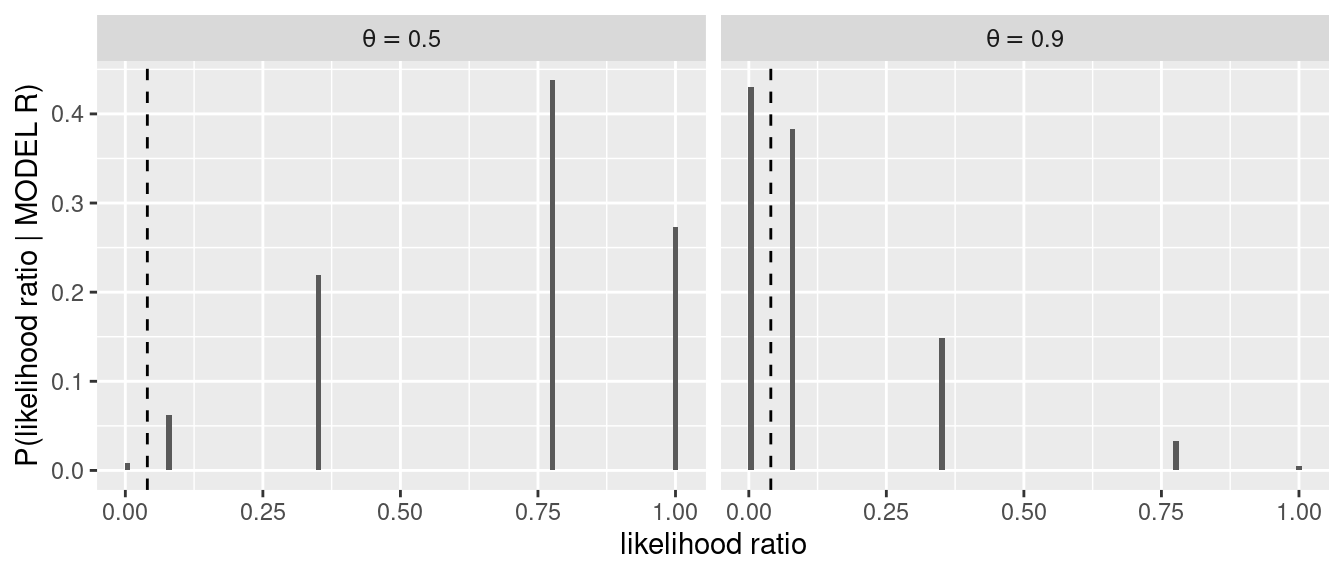 θ = 0.5
θ = 0.9
P(likelihood ratio | MODEL R)
0.4
0.3
0.2
0.1
0.0
0.00 0.25 0.50 0.75 1.00
0.00 0.25 0.50 0.75 1.00
likelihood ratio